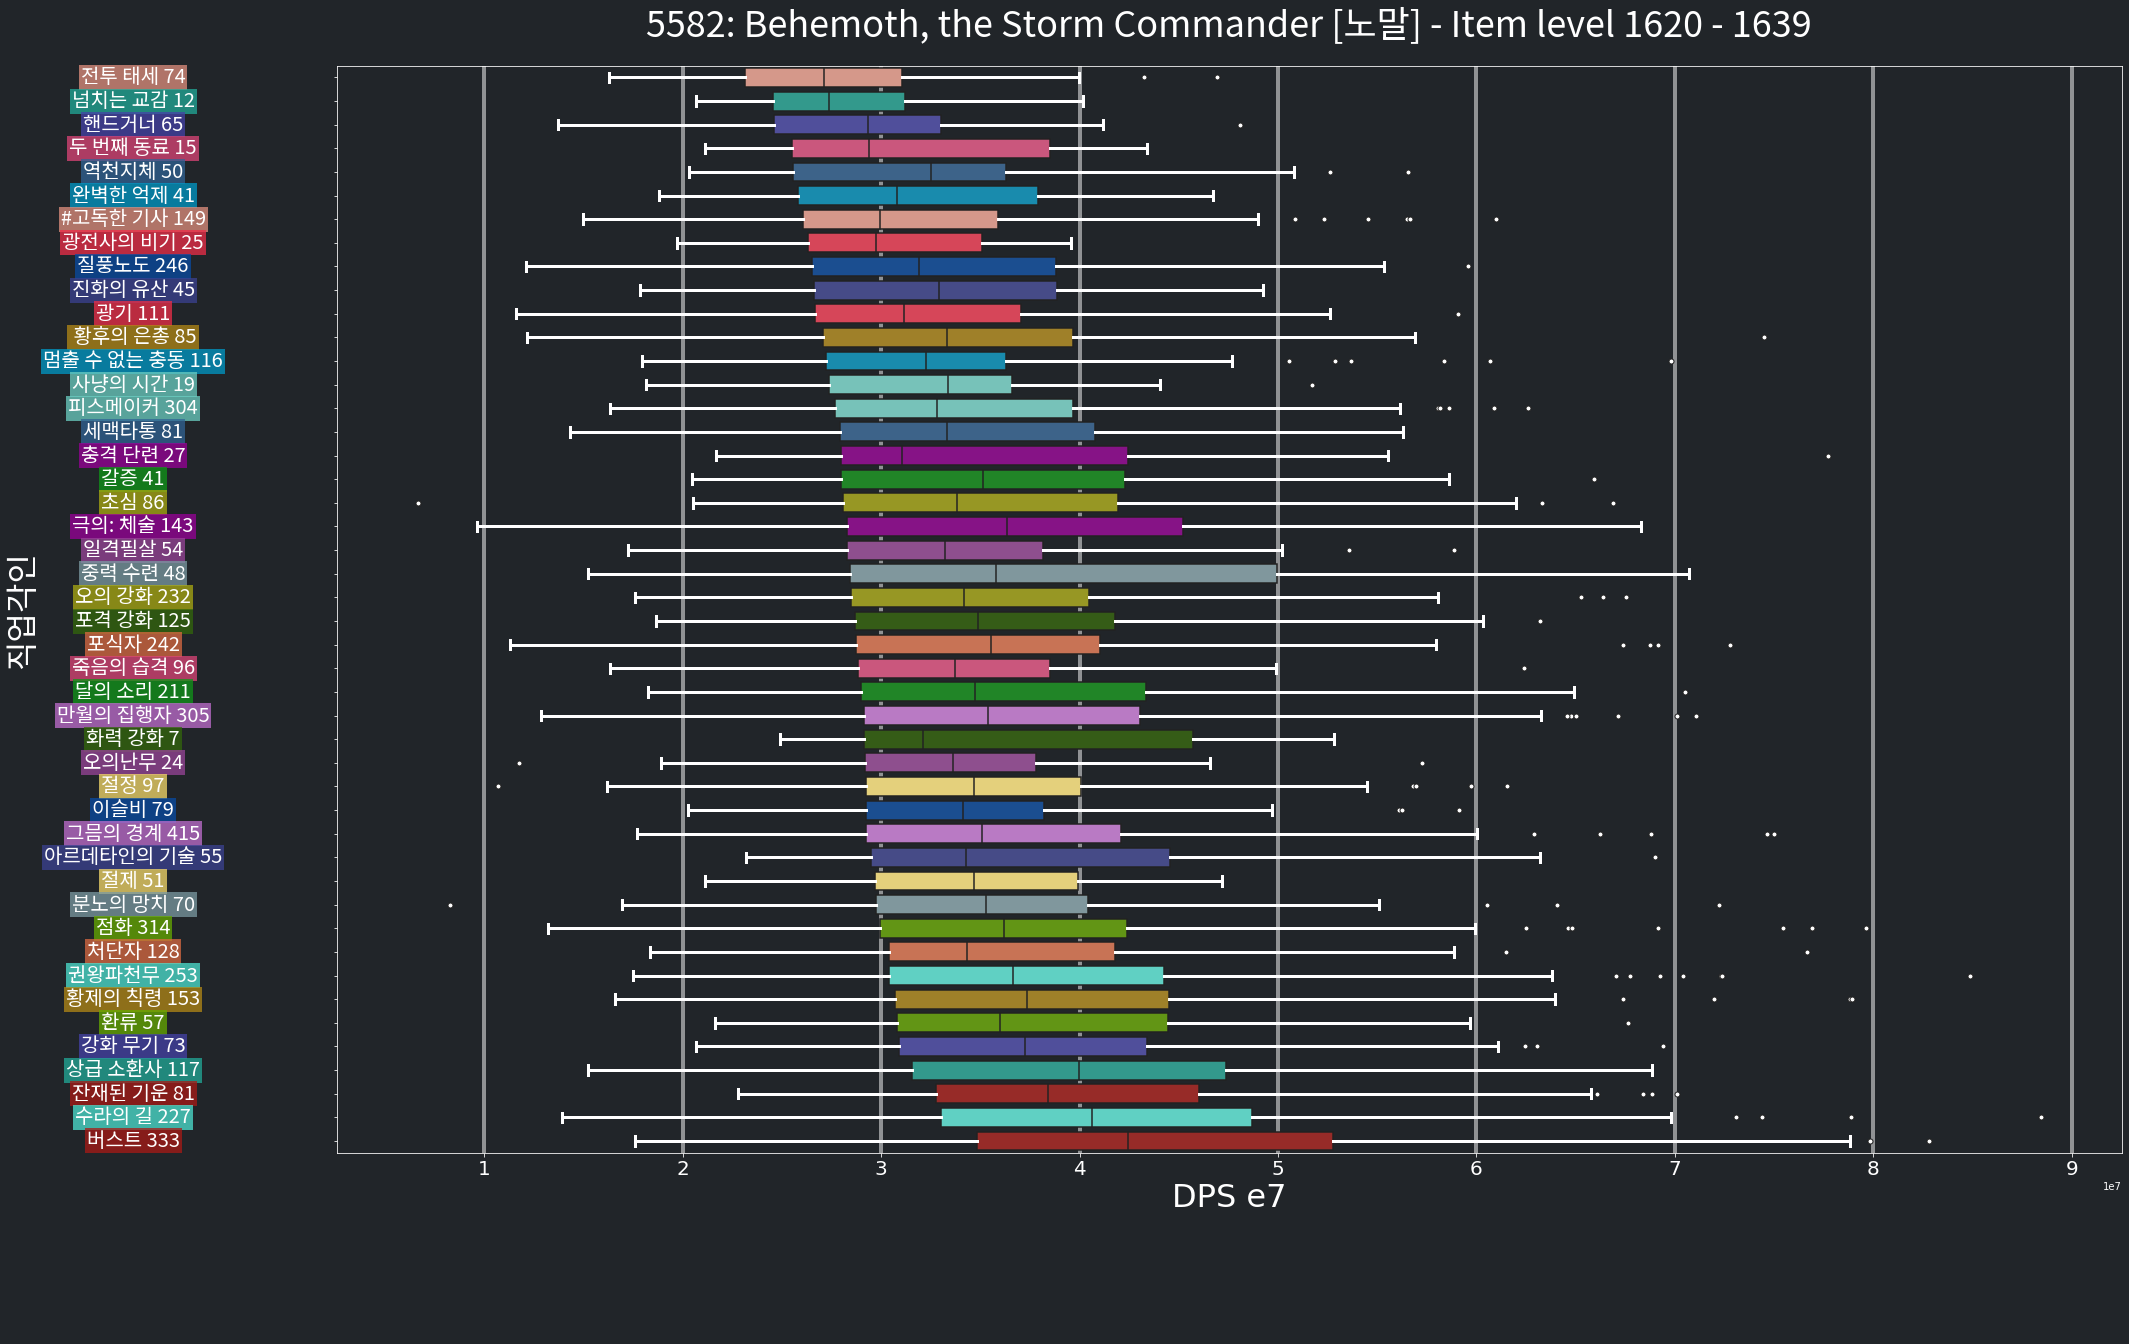 5582: Behemoth, the Storm Commander [노말] - Item level 1620 - 1639
직업각인
전투 태세 74
넘치는 교감 12
핸드거너 65
두 번째 동료 15
역천지체 50
완벽한 억제 41
#고독한 기사 149
광전사의 비기 25
질풍노도 246
진화의 유산 45
광기 111
황후의 은총 85
멈출 수 없는 충동 116
사냥의 시간 19
피스메이커 304
세맥타통 81
충격 단련 27
갈증 41
초심 86
극의: 체술 143
일격필살 54
중력 수련 48
오의 강화 232
포격 강화 125
포식자 242
죽음의 습격 96
달의 소리 211
만월의 집행자 305
화력 강화 7
오의난무 24
절정 97
이슬비 79
그믐의 경계 415
아르데타인의 기술 55
절제 51
분노의 망치 70
점화 314
처단자 128
권왕파천무 253
황제의 칙령 153
환류 57
강화 무기 73
상급 소환사 117
잔재된 기운 81
수라의 길 227
버스트 333
1 2 3 4 5 6 7 8 9
DPS e7
1e7